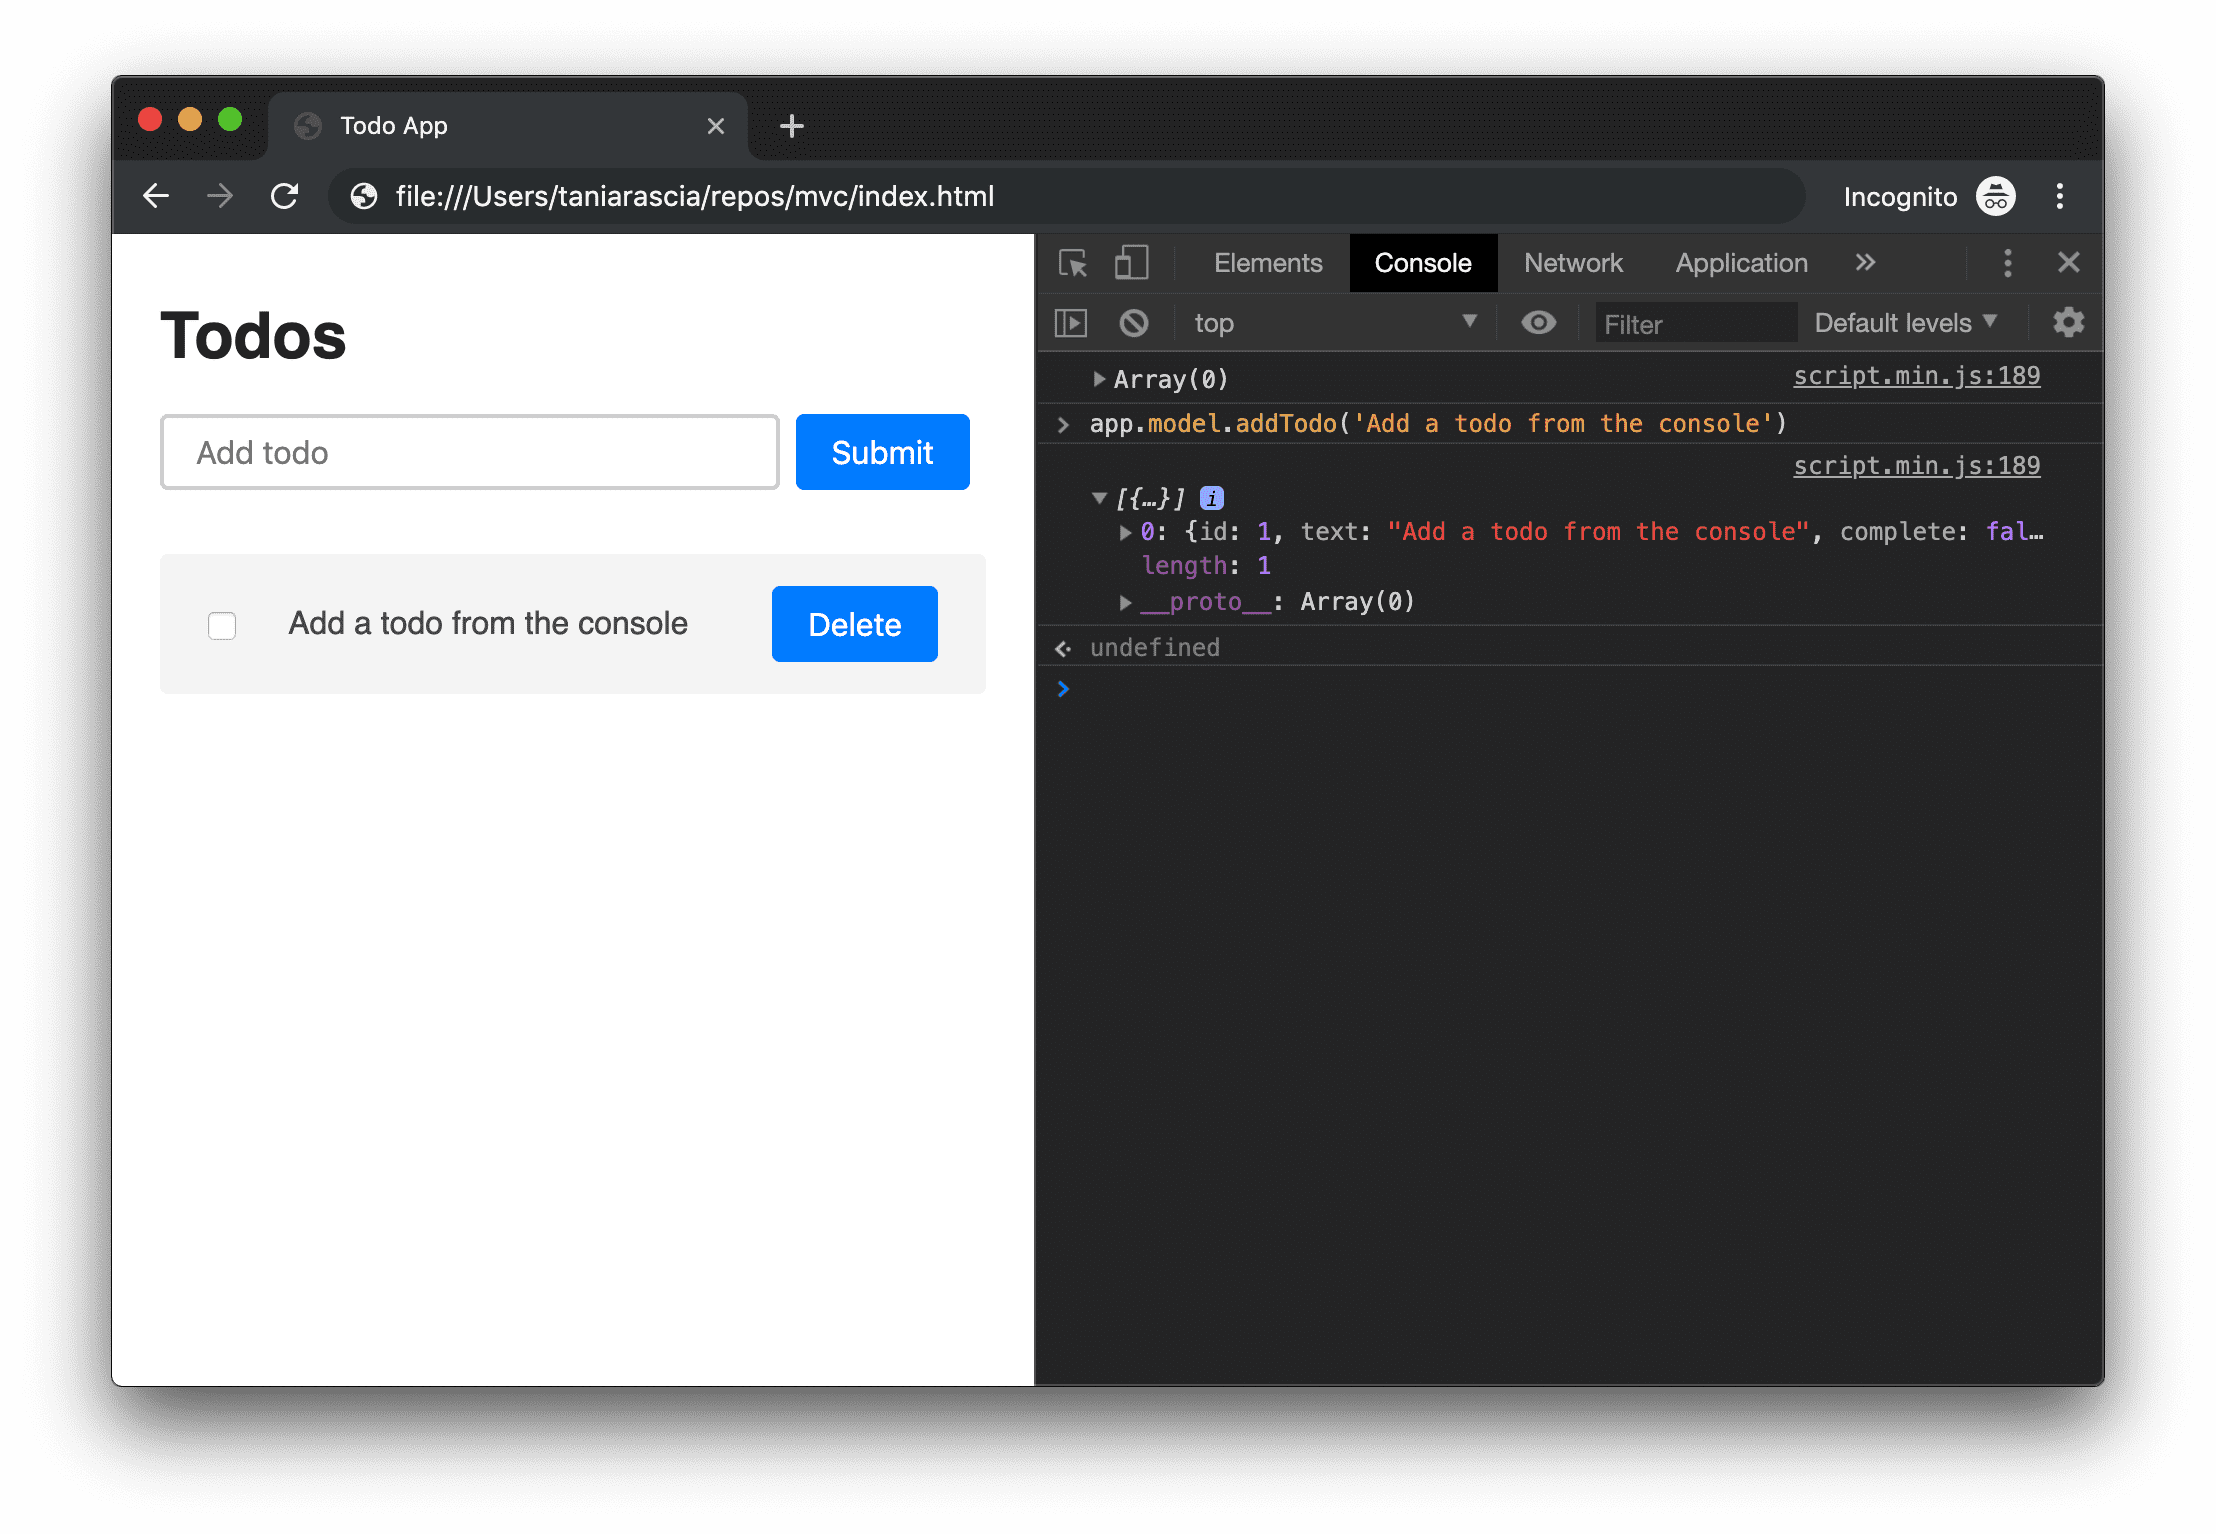 Todo App
file:///Users/taniarascia/repos/mvc/index.html
Incognito
Todos
Add todo
Submit
Add a todo from the console
Delete
Elements
Console
Network
Application
top
Filter
Default levels
Array(0)
script.min.js:189
app.model.addTodo('Add a todo from the console')
script.min.js:189
[{…}] i
0: {id: 1, text: "Add a todo from the console", complete: fal…
length: 1
__proto__: Array(0)
undefined